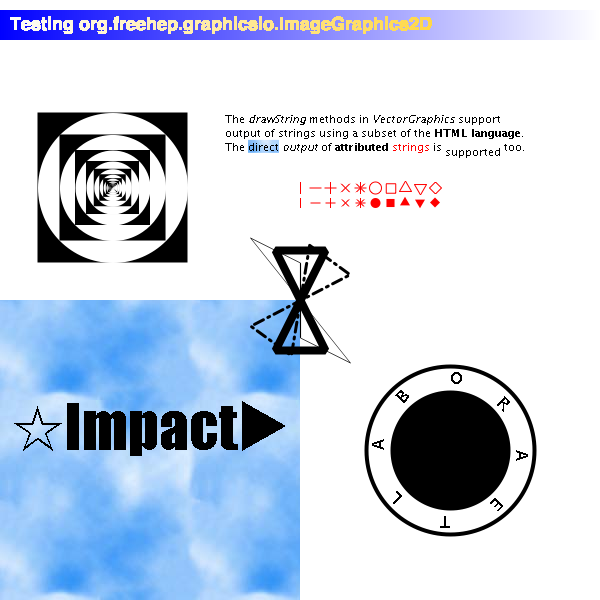 Testing org.freehep.graphicsio.ImageGraphics2D
The drawString methods in VectorGraphics support
output of strings using a subset of the HTML language.
The direct output of attributed strings is supported too.
Impact
O R A E T L A B